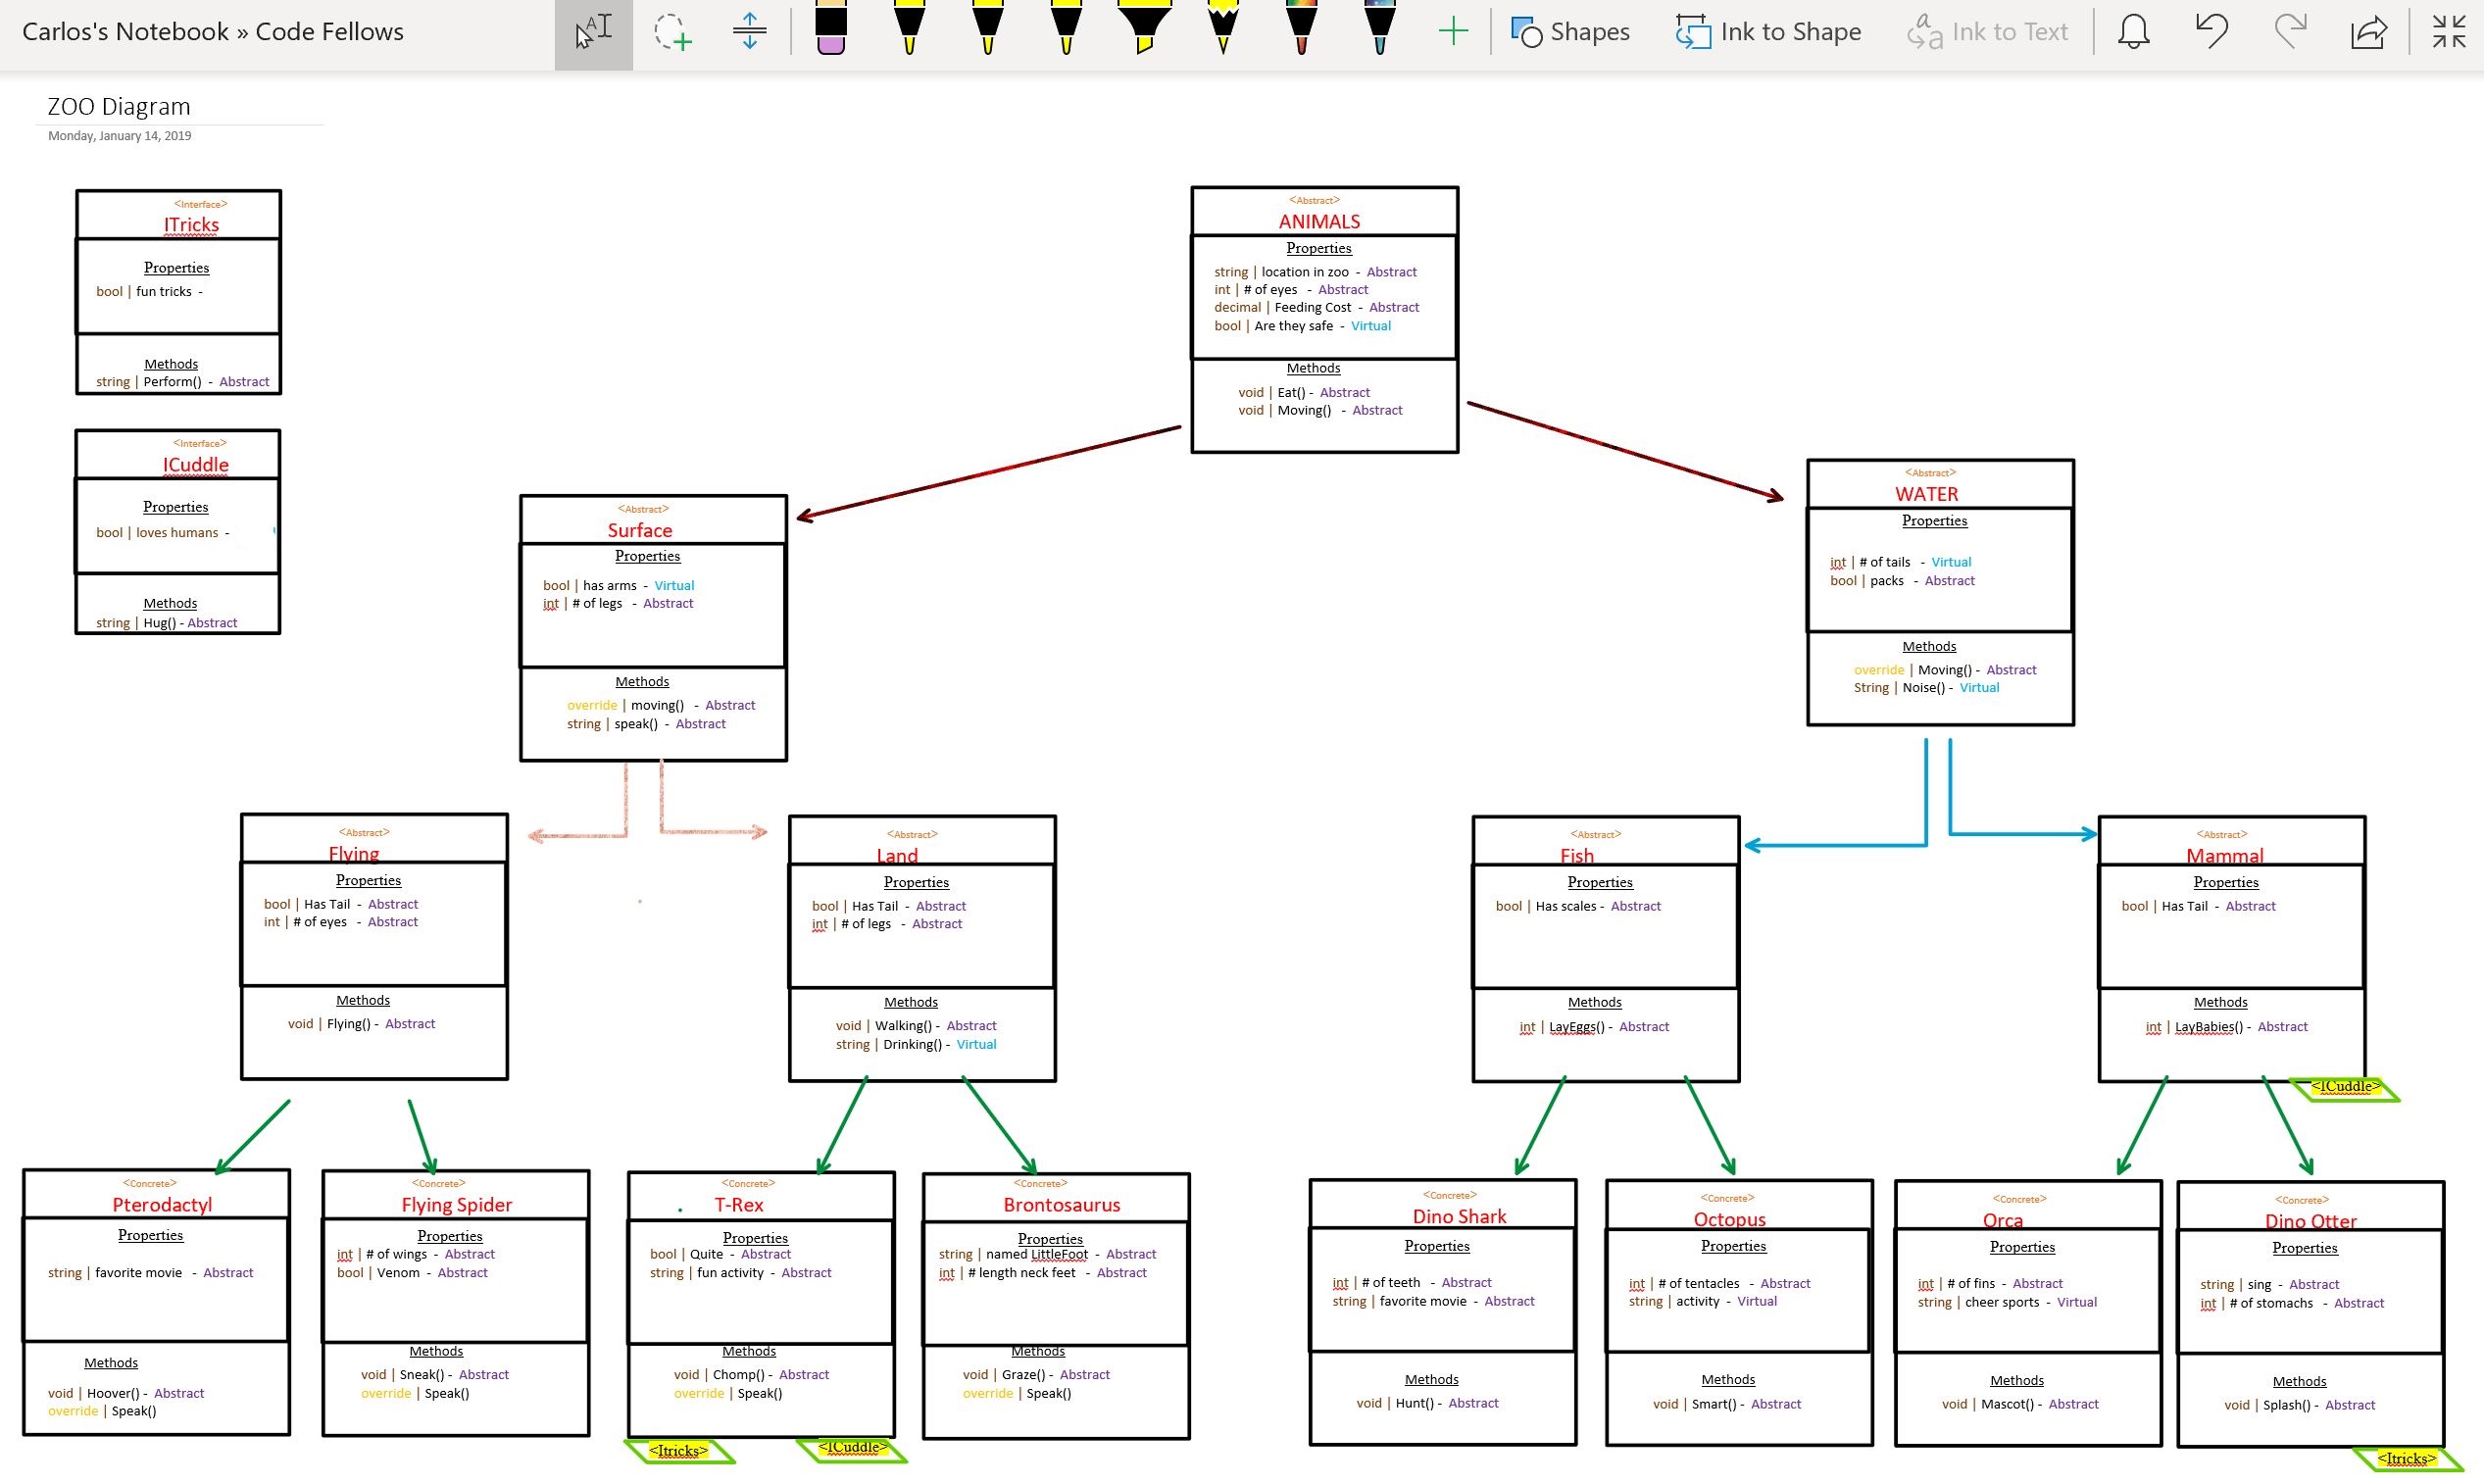 Carlos's Notebook » Code Fellows
Shapes
Ink to Shape
Ink to Text
ZOO Diagram
Monday, January 14, 2019
<Interface>
ITricks
Properties
bool | fun tricks -
Methods
string | Perform() - Abstract
<Interface>
ICuddle
Properties
bool | loves humans -
Methods
string | Hug() - Abstract
<Abstract>
ANIMALS
Properties
string | location in zoo - Abstract
int | # of eyes - Abstract
decimal | Feeding Cost - Abstract
bool | Are they safe - Virtual
Methods
void | Eat() - Abstract
void | Moving() - Abstract
<Abstract>
Surface
Properties
bool | has arms - Virtual
int | # of legs - Abstract
Methods
override | moving() - Abstract
string | speak() - Abstract
<Abstract>
WATER
Properties
int | # of tails - Virtual
bool | packs - Abstract
Methods
override | Moving() - Abstract
String | Noise() - Virtual
<Abstract>
Flying
Properties
bool | Has Tail - Abstract
int | # of eyes - Abstract
Methods
void | Flying() - Abstract
<Abstract>
Land
Properties
bool | Has Tail - Abstract
int | # of legs - Abstract
Methods
void | Walking() - Abstract
string | Drinking() - Virtual
<Abstract>
Fish
Properties
bool | Has scales - Abstract
Methods
int | LayEggs() - Abstract
<Abstract>
Mammal
Properties
bool | Has Tail - Abstract
Methods
int | LayBabies() - Abstract
<ICuddle>
<Concrete>
Pterodactyl
Properties
string | favorite movie - Abstract
Methods
void | Hoover() - Abstract
override | Speak()
<Concrete>
Flying Spider
Properties
int | # of wings - Abstract
bool | Venom - Abstract
Methods
void | Sneak() - Abstract
override | Speak()
<Concrete>
T-Rex
Properties
bool | Quite - Abstract
string | fun activity - Abstract
Methods
void | Chomp() - Abstract
override | Speak()
<Itricks>
<ICuddle>
<Concrete>
Brontosaurus
Properties
string | named LittleFoot - Abstract
int | # length neck feet - Abstract
Methods
void | Graze() - Abstract
override | Speak()
<Concrete>
Dino Shark
Properties
int | # of teeth - Abstract
string | favorite movie - Abstract
Methods
void | Hunt() - Abstract
<Concrete>
Octopus
Properties
int | # of tentacles - Abstract
string | activity - Virtual
Methods
void | Smart() - Abstract
<Concrete>
Orca
Properties
int | # of fins - Abstract
string | cheer sports - Virtual
Methods
void | Mascot() - Abstract
<Concrete>
Dino Otter
Properties
string | sing - Abstract
int | # of stomachs - Abstract
Methods
void | Splash() - Abstract
<Itricks>